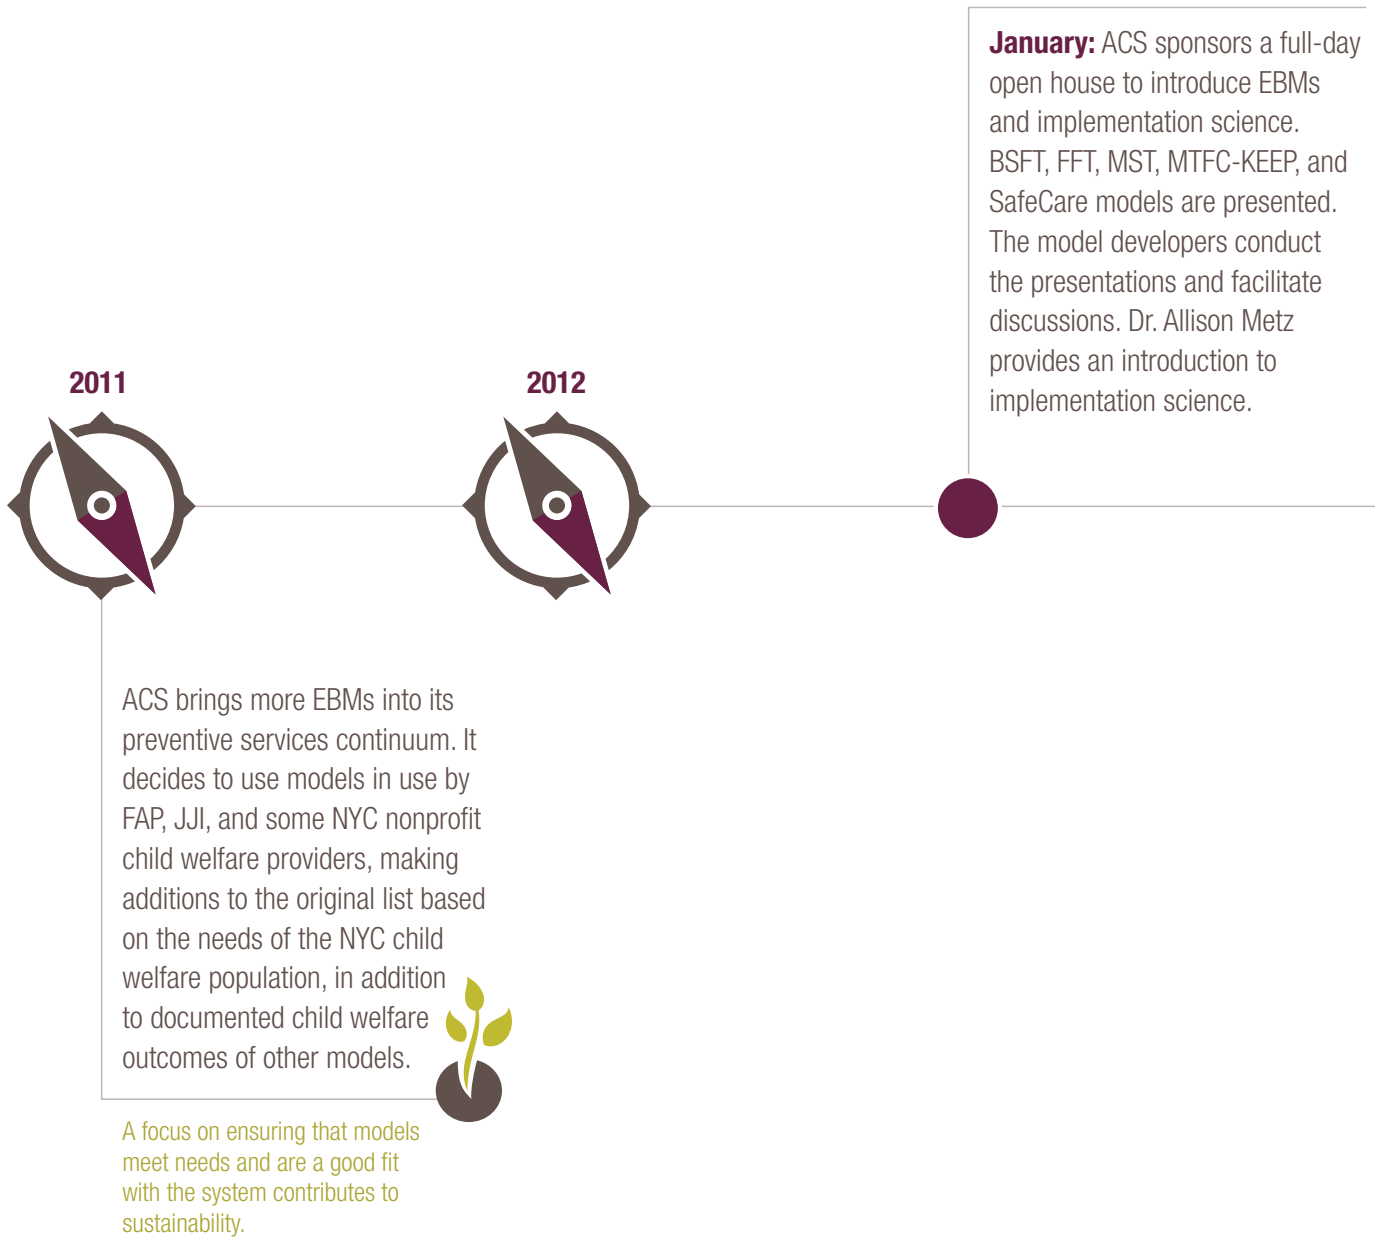 2011
ACS brings more EBMs into its
preventive services continuum. It
decides to use models in use by
FAP, JJI, and some NYC nonprofit
child welfare providers, making
additions to the original list based
on the needs of the NYC child
welfare population, in addition
to documented child welfare
outcomes of other models.
A focus on ensuring that models
meet needs and are a good fit
with the system contributes to
sustainability.
2012
January: ACS sponsors a full-day
open house to introduce EBMs
and implementation science.
BSFT, FFT, MST, MTFC-KEEP, and
SafeCare models are presented.
The model developers conduct
the presentations and facilitate
discussions. Dr. Allison Metz
provides an introduction to
implementation science.